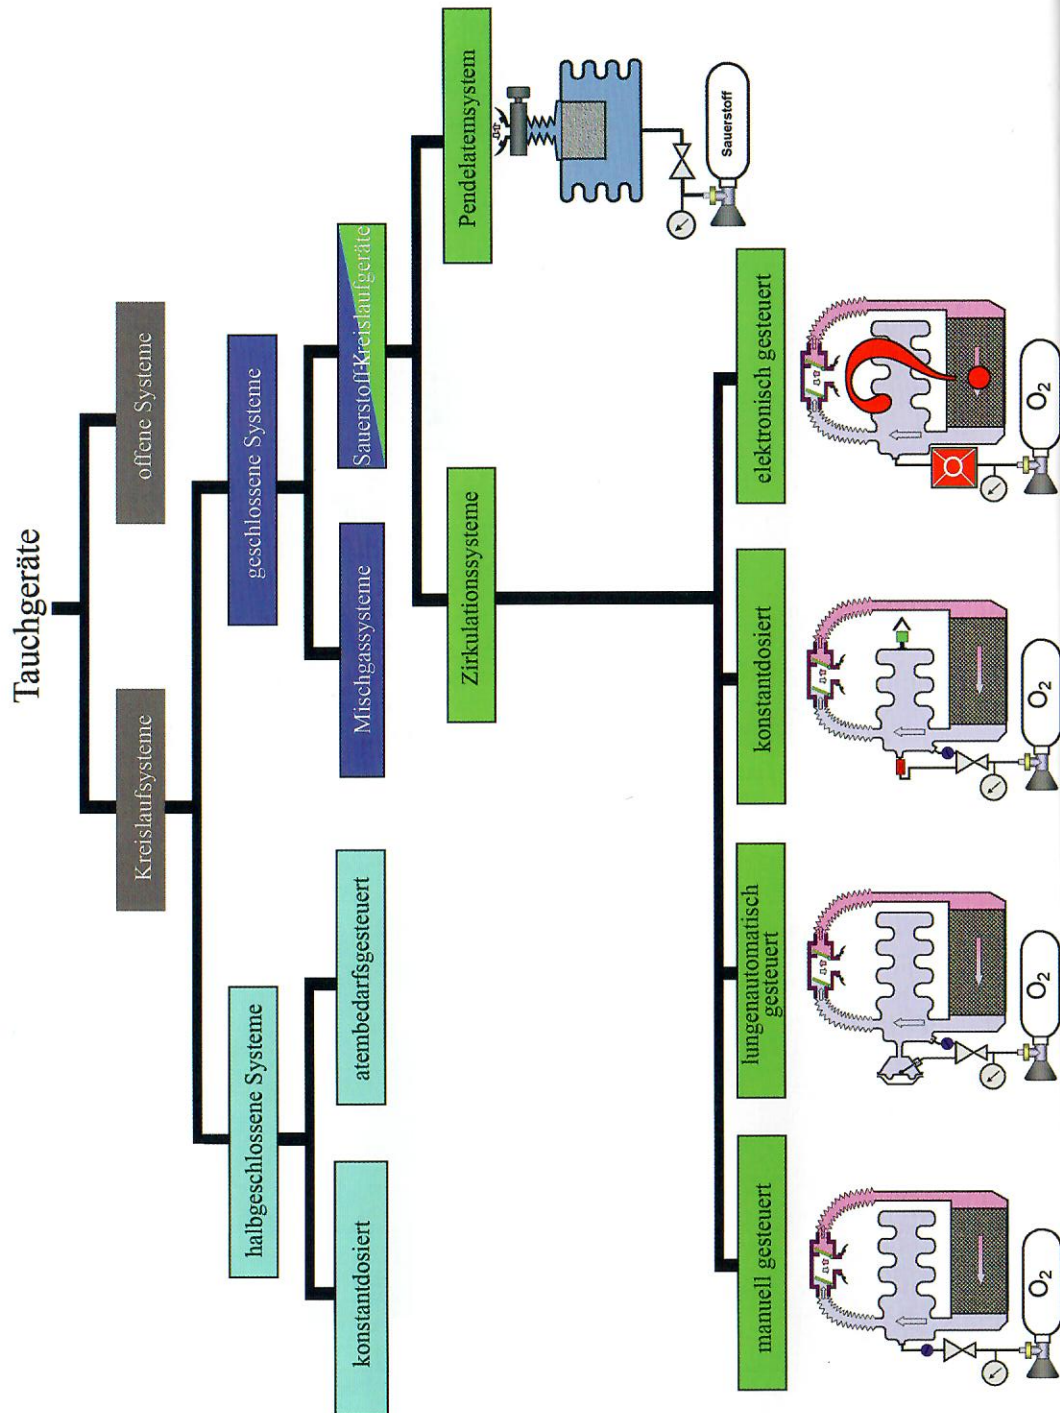 Tauchgeräte
Kreislaufsysteme
offene Systeme
halbgeschlossene Systeme
geschlossene Systeme
konstantdosiert
atembedarfsgesteuert
Mischgassysteme
Sauerstoff-Kreislaufgeräte
Zirkulationssysteme
Pendelatemsystem
Sauerstoff
manuell gesteuert
lungenautomatisch
gesteuert
konstantdosiert
elektronisch gesteuert
O2
O2
O2
O2